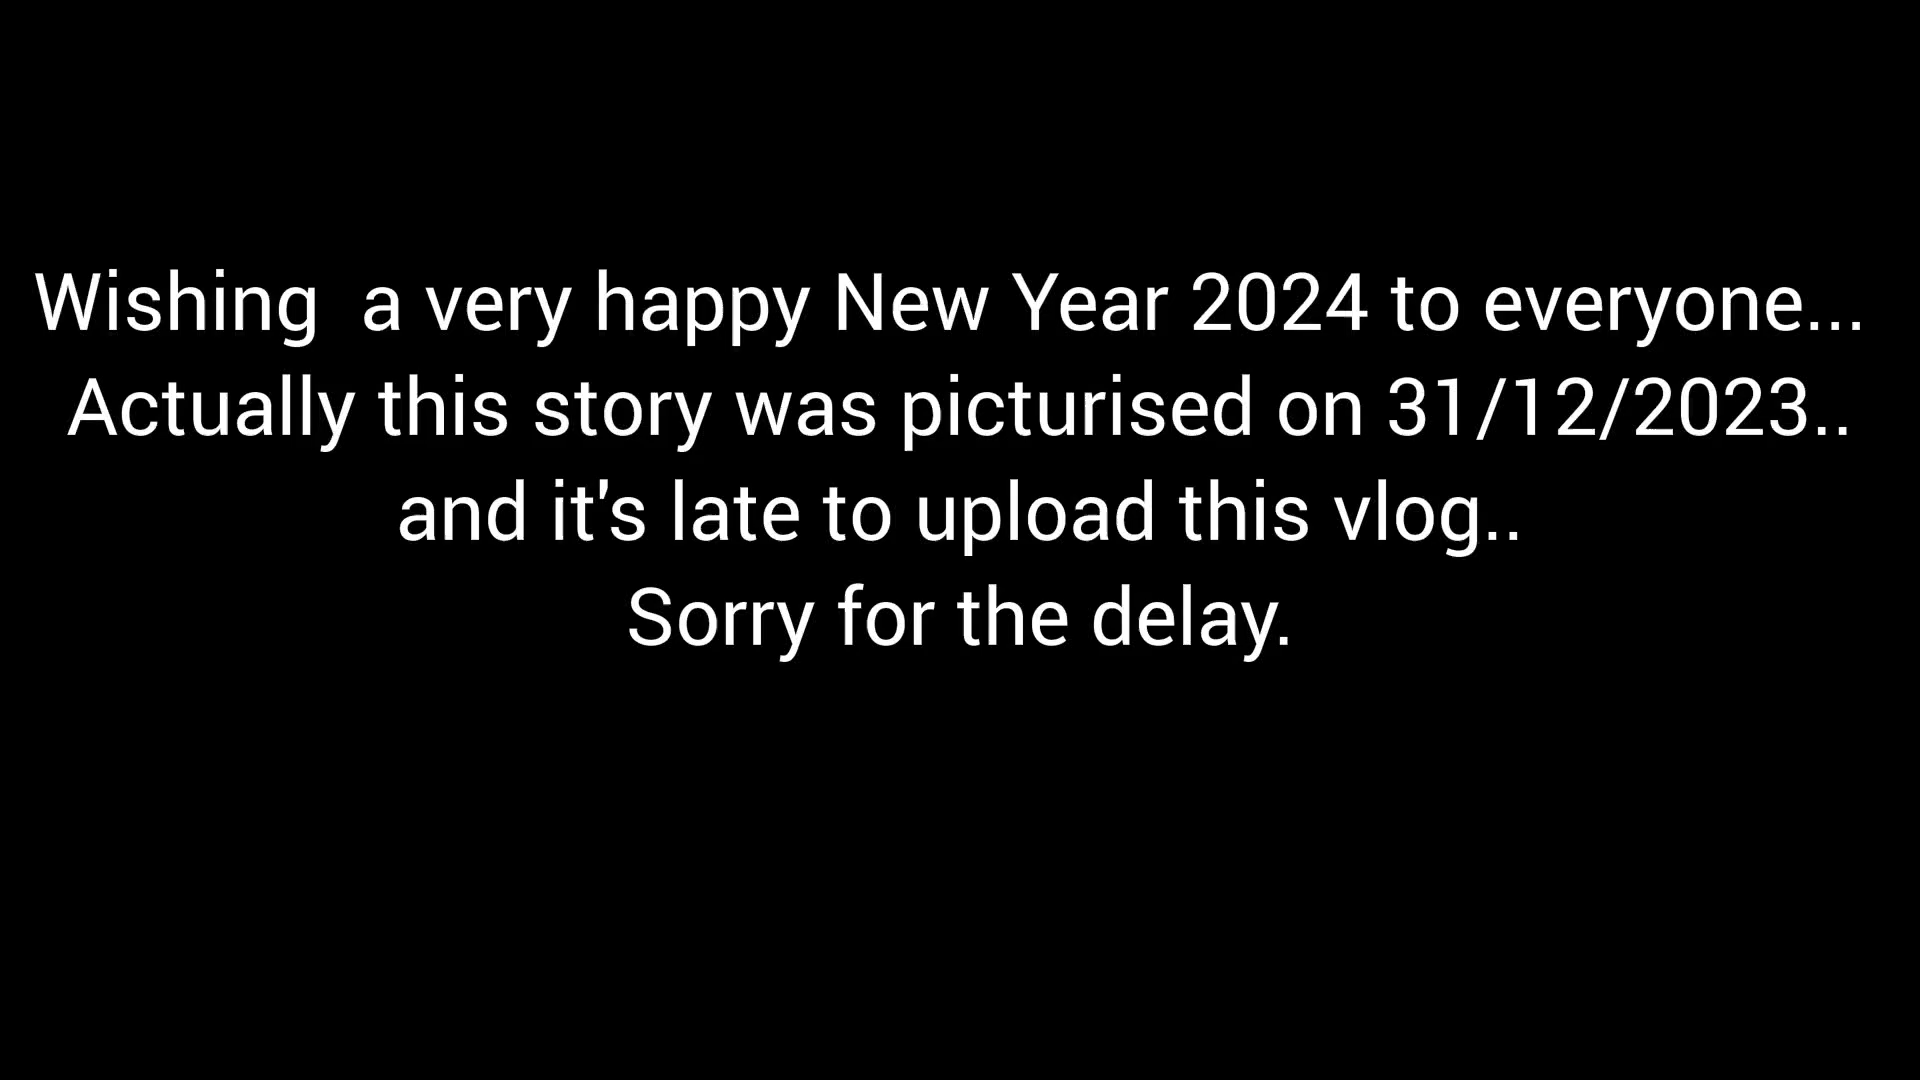 Wishing  a very happy New Year 2024 to everyone...
Actually this story was picturised on 31/12/2023..
and it's late to upload this vlog..
Sorry for the delay.